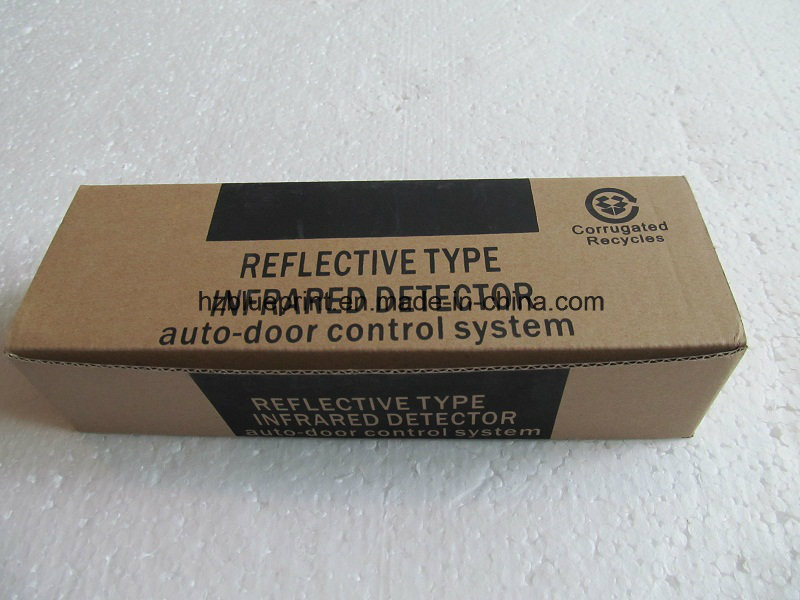 Corrugated
Recycles
REFLECTIVE TYPE
INFRARED DETECTOR
hzblueprint.en.made-in-china.com
auto-door control system
REFLECTIVE TYPE
INFRARED DETECTOR
auto-door control system